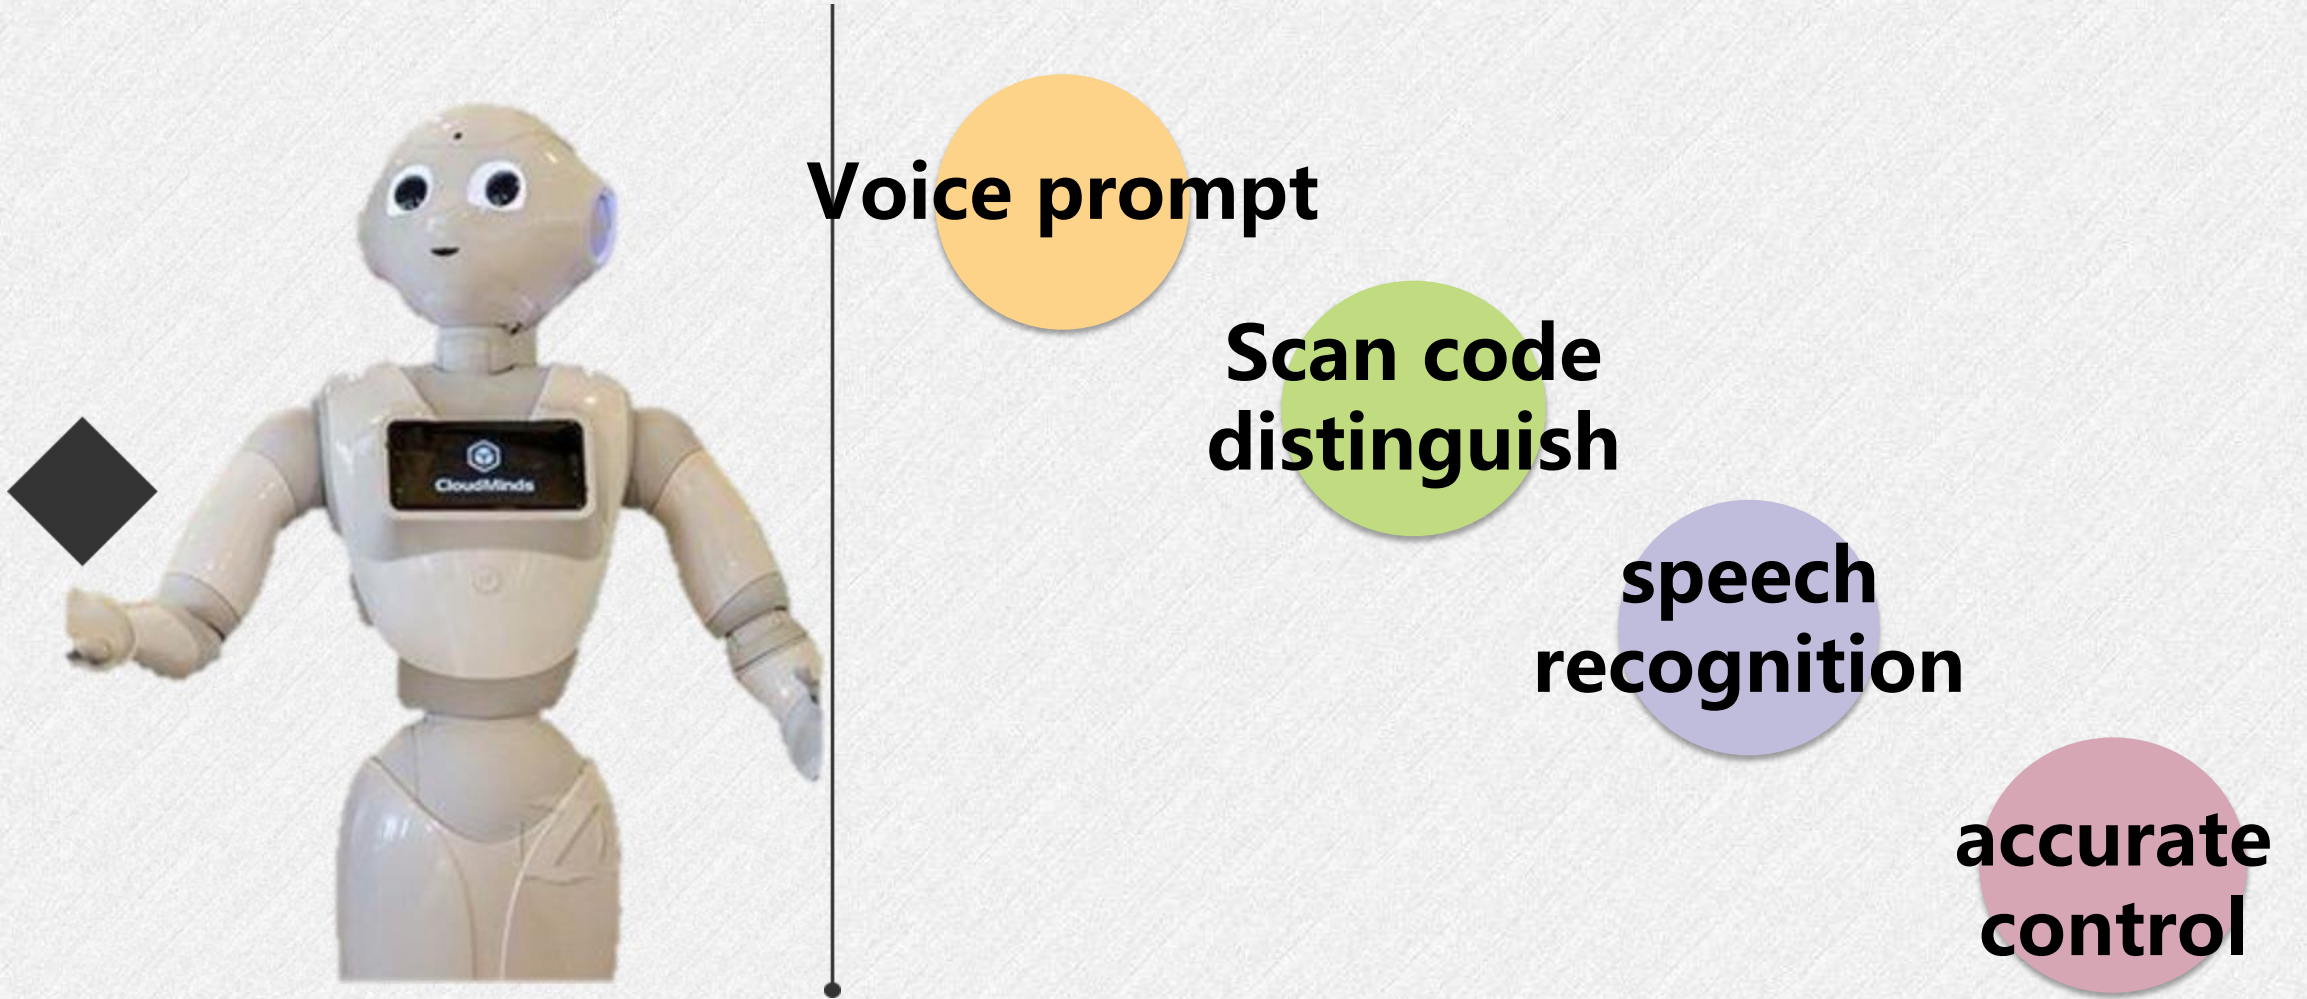 Voice prompt
Scan code
distinguish
CloudMinds
speech
recognition
accurate
control